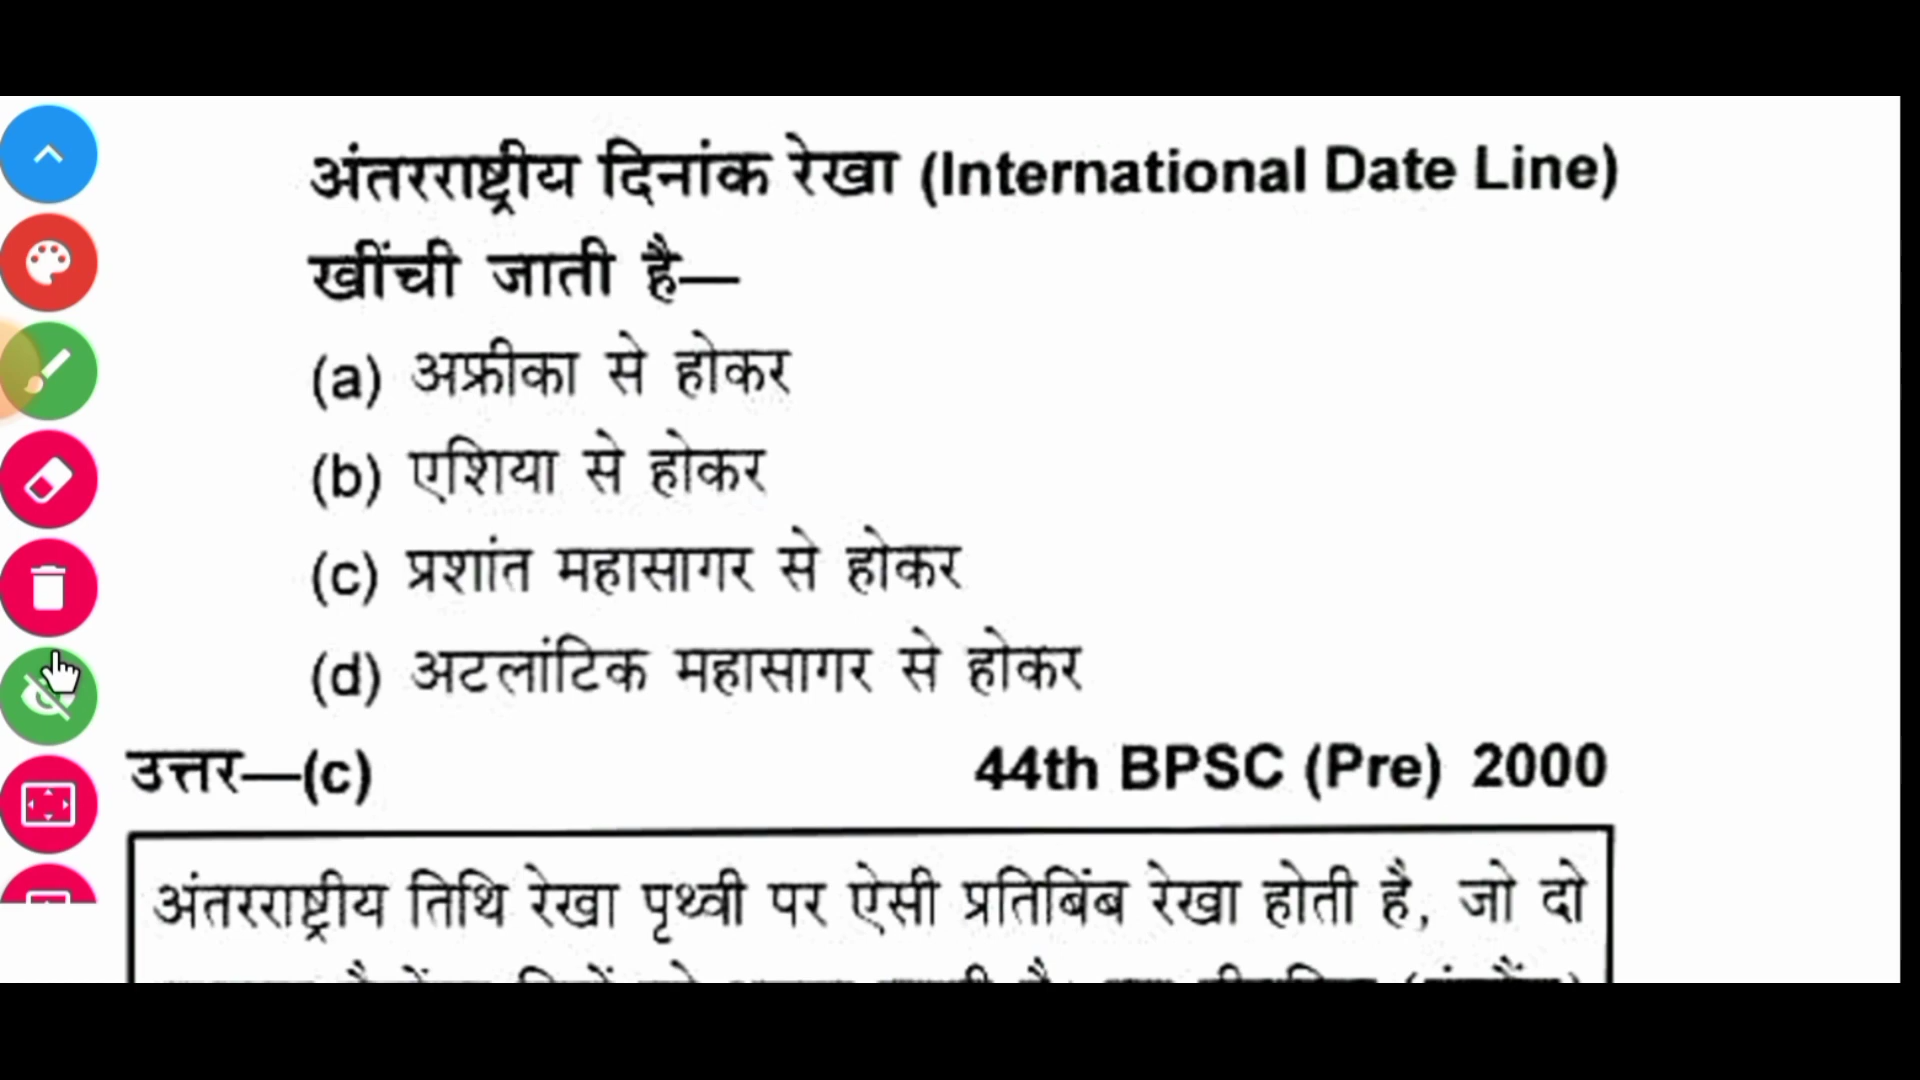 अंतरराष्ट्रीय दिनांक रेखा (International Date Line)
खींची जाती है—
(a) अफ्रीका से होकर
(b) एशिया से होकर
(c) प्रशांत महासागर से होकर
(d) अटलांटिक महासागर से होकर
उत्तर—(c) 44th BPSC (Pre) 2000
अंतरराष्ट्रीय तिथि रेखा पृथ्वी पर ऐसी प्रतिबिंब रेखा होती है, जो दो